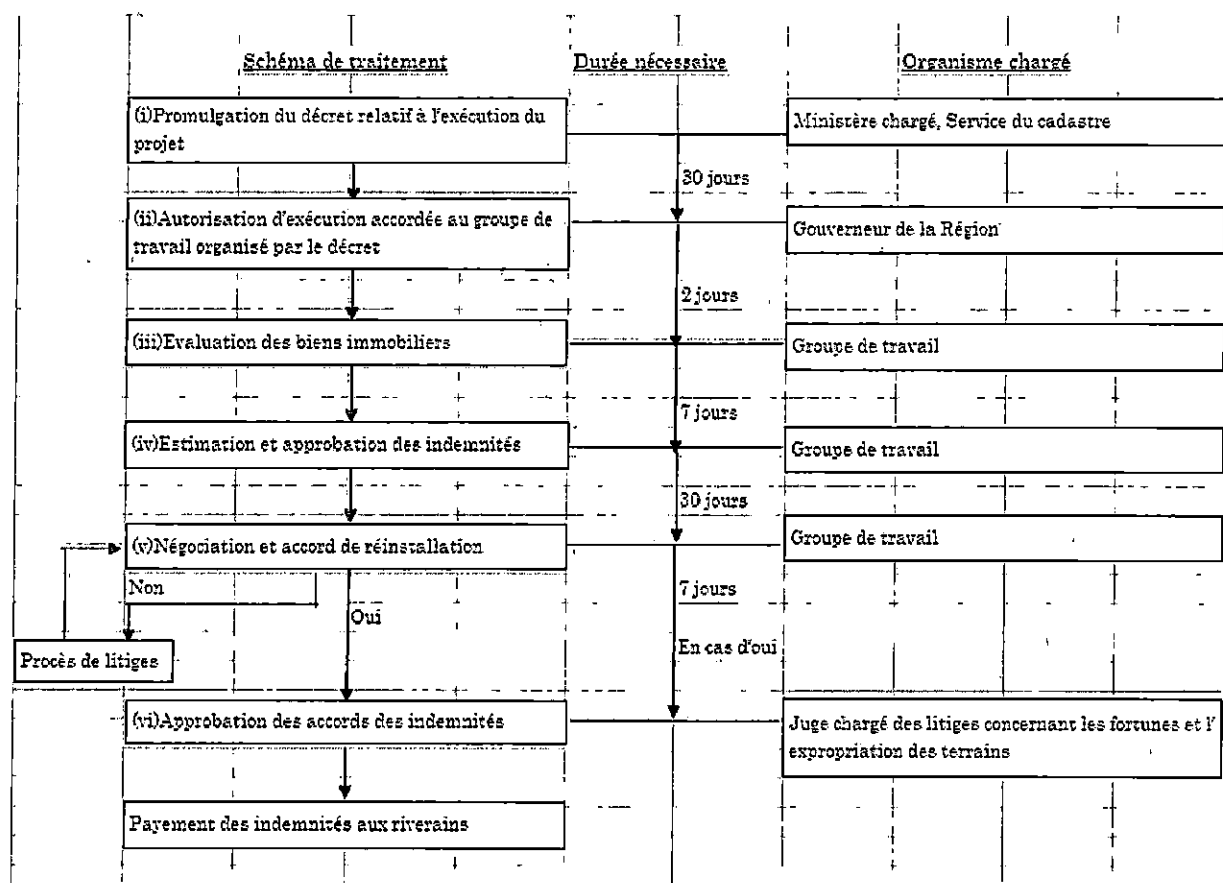 Schéma de traitement
Durée nécessaire
Organisme chargé
(i)Promulgation du décret relatif à l'exécution du
projet
Ministère chargé, Service du cadastre
30 jours
(ii)Autorisation d'exécution accordée au groupe de
travail organisé par le décret
Gouverneur de la Région
2 jours
(iii)Evaluation des biens immobiliers
Groupe de travail
7 jours
(iv)Estimation et approbation des indemnités
Groupe de travail
30 jours
(v)Négociation et accord de réinstallation
Groupe de travail
Non
7 jours
Oui
En cas d'oui
Procès de litiges
(vi)Approbation des accords des indemnités
Juge chargé des litiges concernant les fortunes et l'
expropriation des terrains
Payement des indemnités aux riverains